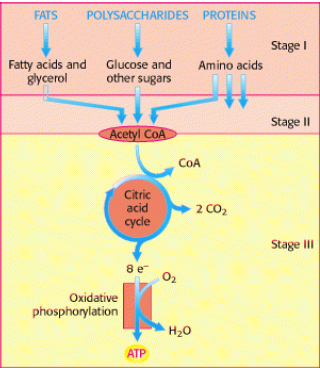 FATS POLYSACCHARIDES PROTEINS
Stage I
Fatty acids and
glycerol
Glucose and
other sugars
Amino acids
Stage II
Acetyl CoA
CoA
Citric
acid
cycle
2 CO₂
Stage III
8 e⁻
O₂
Oxidative
phosphorylation
H₂O
ATP